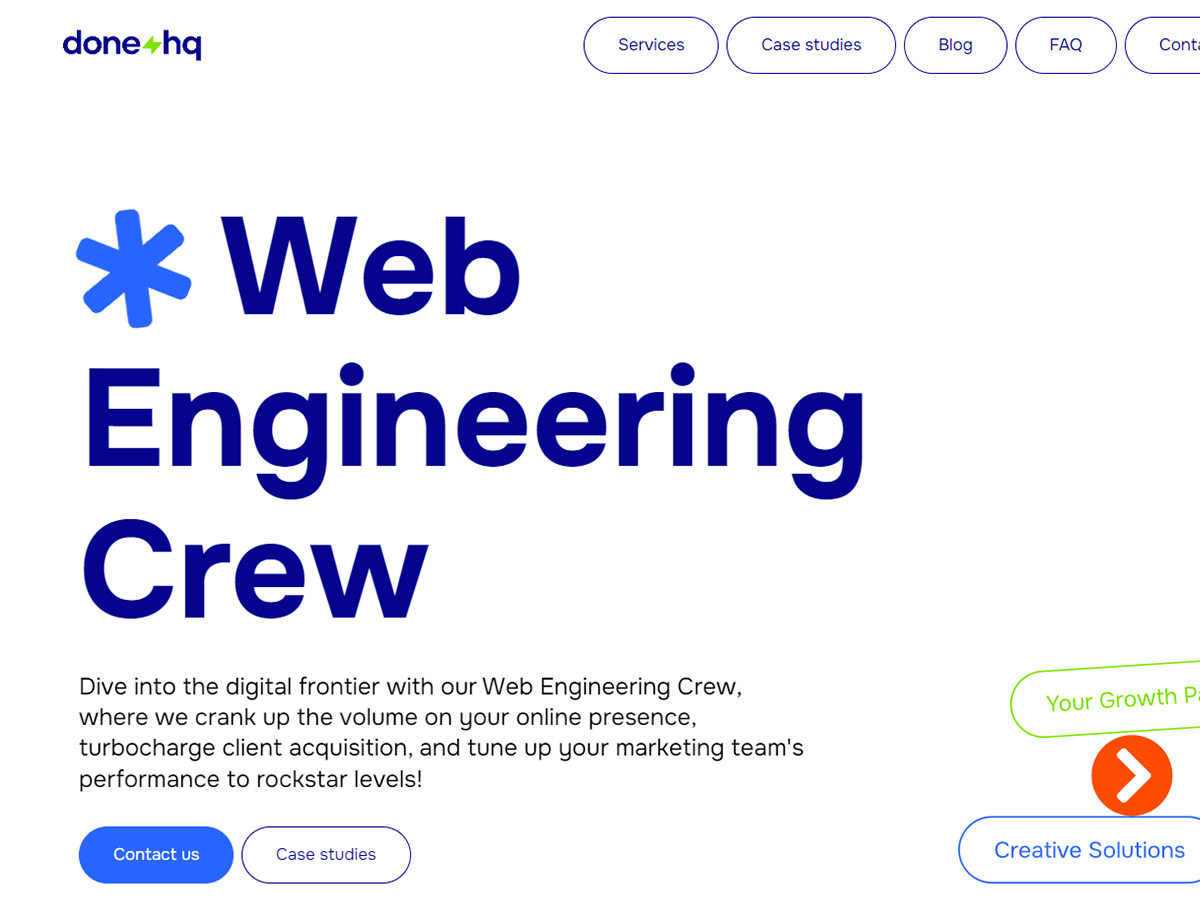 done hq
Services
Case studies
Blog
FAQ
Web
Engineering
Crew
Dive into the digital frontier with our Web Engineering Crew,
where we crank up the volume on your online presence,
turbocharge client acquisition, and tune up your marketing team's
performance to rockstar levels!
Your Growth
Creative Solutions
Contact us
Case studies